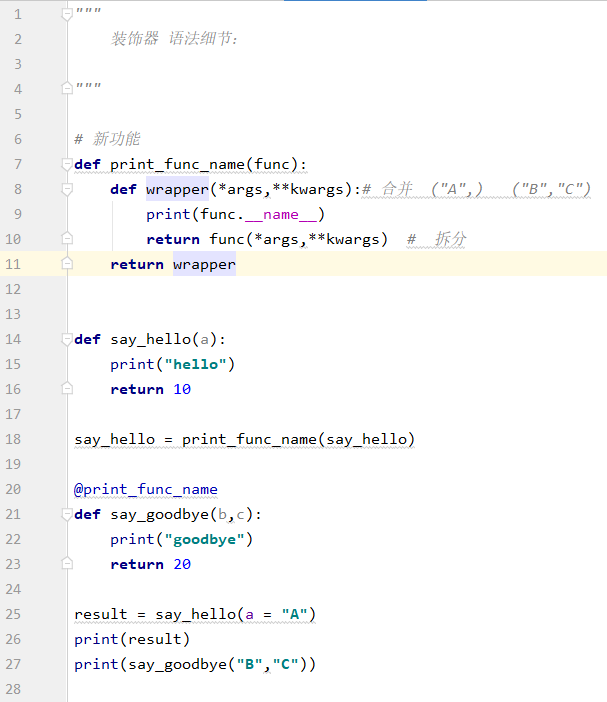 1 """
2     装饰器 语法细节：
3
4 """
5
6 # 新功能
7 def print_func_name(func):
8     def wrapper(*args,**kwargs):# 合并  ("A",)   ("B","C")
9         print(func.__name__)
10         return func(*args,**kwargs)  #  拆分
11     return wrapper
12
13
14 def say_hello(a):
15     print("hello")
16     return 10
17
18 say_hello = print_func_name(say_hello)
19
20 @print_func_name
21 def say_goodbye(b,c):
22     print("goodbye")
23     return 20
24
25 result = say_hello(a = "A")
26 print(result)
27 print(say_goodbye("B","C"))
28